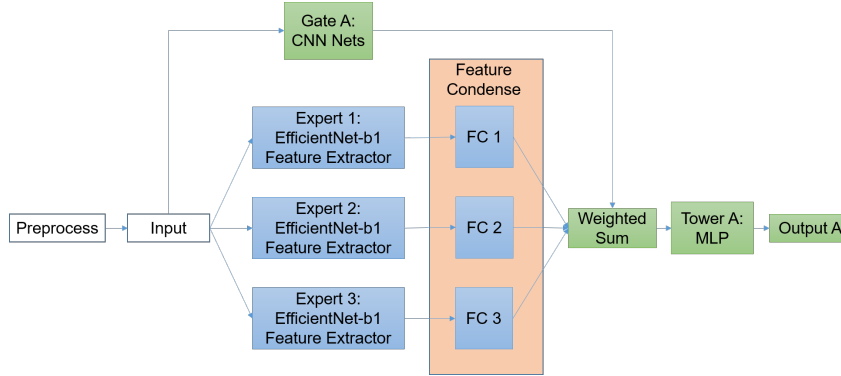 Gate A:
CNN Nets
Feature
Condense
Expert 1:
EfficientNet-b1
Feature Extractor
FC 1
Preprocess
Input
Expert 2:
EfficientNet-b1
Feature Extractor
FC 2
Weighted
Sum
Tower A:
MLP
Output A
Expert 3:
EfficientNet-b1
Feature Extractor
FC 3